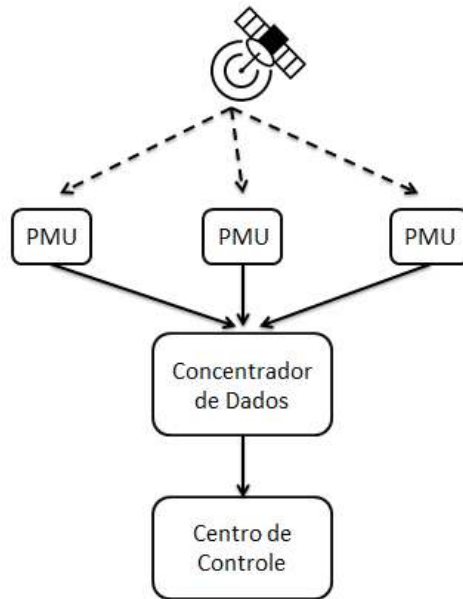 PMU
PMU
PMU
Concentrador
de Dados
Centro de
Controle